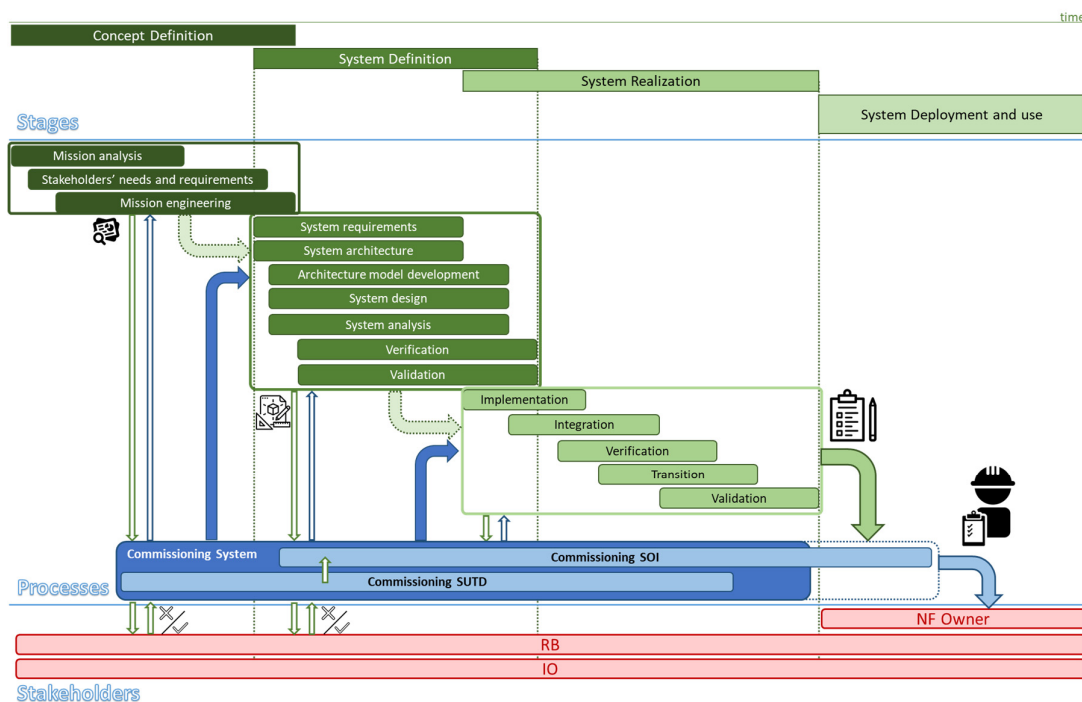 time
Concept Definition
System Definition
System Realization
System Deployment and use
Stages
Mission analysis
Stakeholders' needs and requirements
Mission engineering
System requirements
System architecture
Architecture model development
System design
System analysis
Verification
Validation
Implementation
Integration
Verification
Transition
Validation
Commissioning System
Commissioning SOI
Commissioning SUTD
Processes
NF Owner
RB
IO
Stakeholders